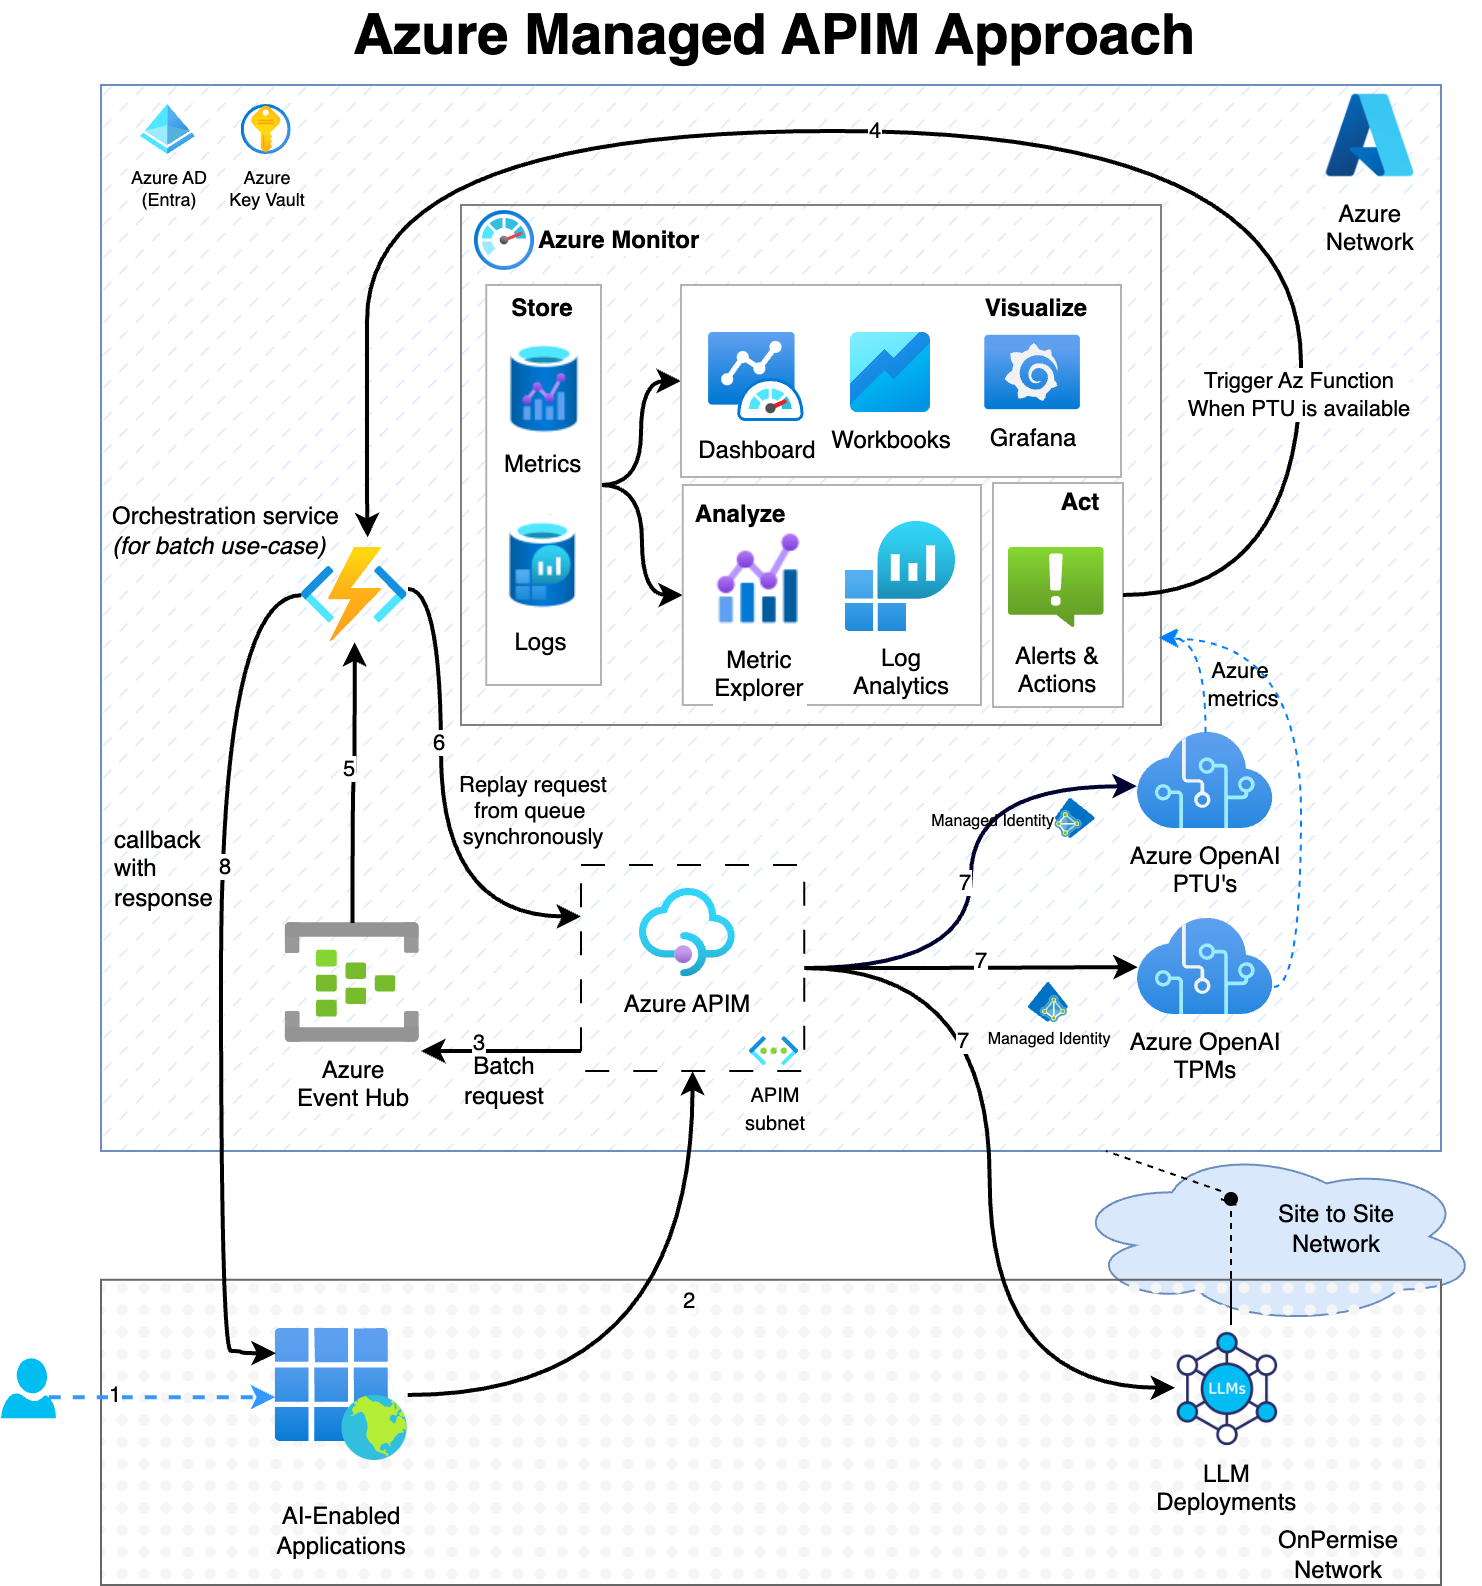 Azure Managed APIM Approach
Azure AD
(Entra)
Azure
Key Vault
4
Azure
Network
Azure Monitor
Store
Metrics
Logs
Visualize
Dashboard
Workbooks
Grafana
Analyze
Metric
Explorer
Log
Analytics
Act
Alerts &
Actions
Trigger Az Function
When PTU is available
Orchestration service
(for batch use-case)
Azure
metrics
5
6
Replay request
from queue
synchronously
callback
with
response
8
Managed Identity
7
Azure OpenAI
PTU's
7
Managed Identity
Azure OpenAI
TPMs
7
Azure APIM
APIM
subnet
3
Batch
request
Azure
Event Hub
Site to Site
Network
2
1
AI-Enabled
Applications
LLMs
LLM
Deployments
OnPermise
Network